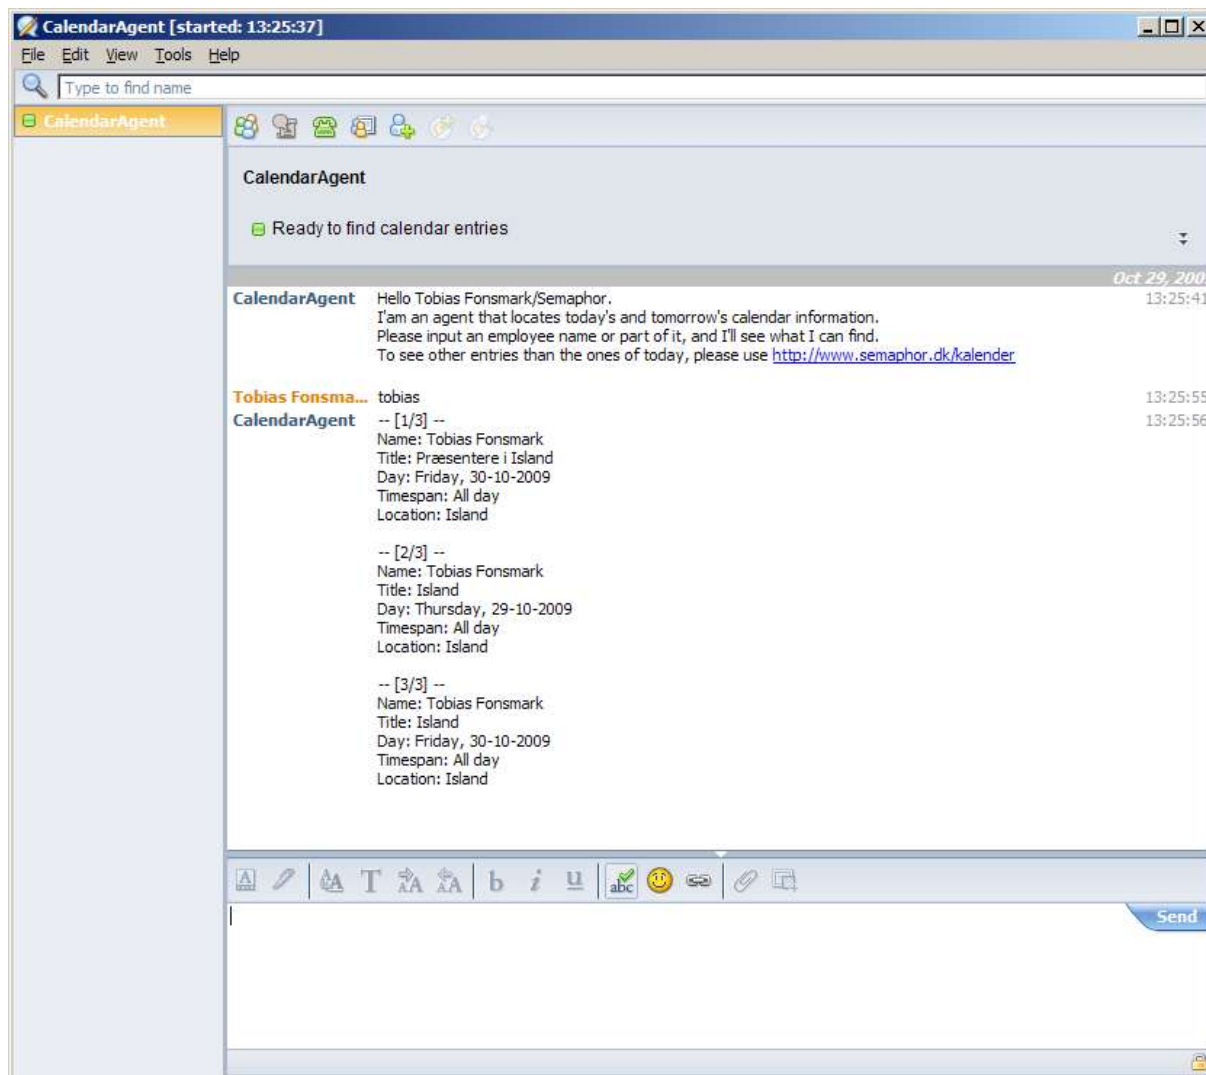 CalendarAgent [started: 13:25:37]
File Edit View Tools Help
Type to find name
CalendarAgent
CalendarAgent
Ready to find calendar entries
Oct 29, 200
CalendarAgent Hello Tobias Fonsmark/Semaphor. 13:25:41
I'am an agent that locates today's and tomorrow's calendar information.
Please input an employee name or part of it, and I'll see what I can find.
To see other entries than the ones of today, please use http://www.semaphor.dk/kalender
Tobias Fonsma... tobias 13:25:55
CalendarAgent -- [1/3] -- 13:25:56
Name: Tobias Fonsmark
Title: Præsentere i Island
Day: Friday, 30-10-2009
Timespan: All day
Location: Island
-- [2/3] --
Name: Tobias Fonsmark
Title: Island
Day: Thursday, 29-10-2009
Timespan: All day
Location: Island
-- [3/3] --
Name: Tobias Fonsmark
Title: Island
Day: Friday, 30-10-2009
Timespan: All day
Location: Island
A A T A A b i u abc
Send